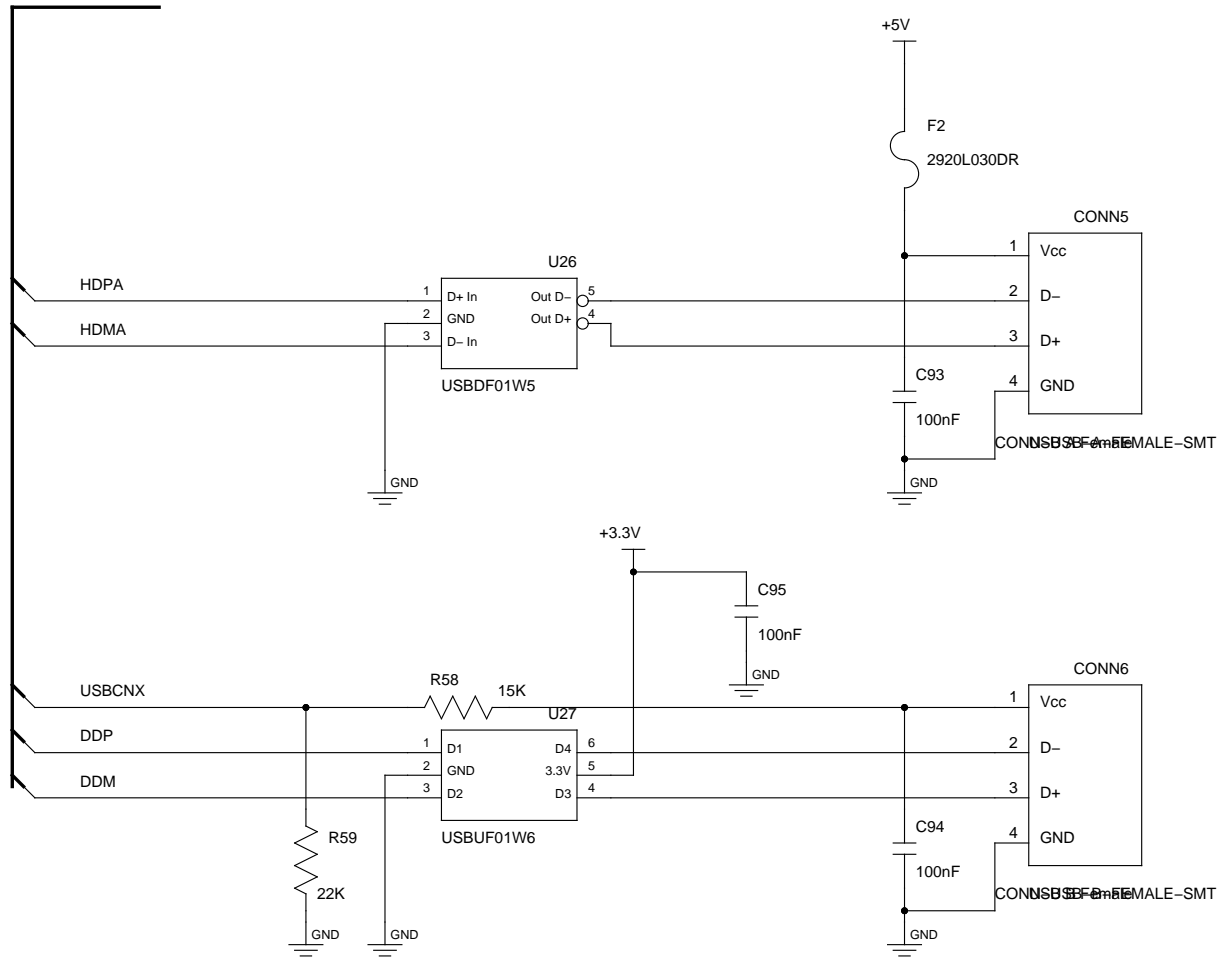 +5V
F2
2920L030DR
CONN5
1 Vcc
2 D–
3 D+
4 GND
HDPA
HDMA
U26
1 D+ In Out D– 5
2 GND Out D+ 4
3 D– In
USBDF01W5
C93
100nF
GND
GND
+3.3V
C95
100nF
GND
USBCNX
R58
15K
CONN6
1 Vcc
2 D–
3 D+
4 GND
DDP
DDM
U27
1 D1 D4 6
2 GND 3.3V 5
3 D2 D3 4
USBUF01W6
R59
22K
C94
100nF
GND
GND
GND